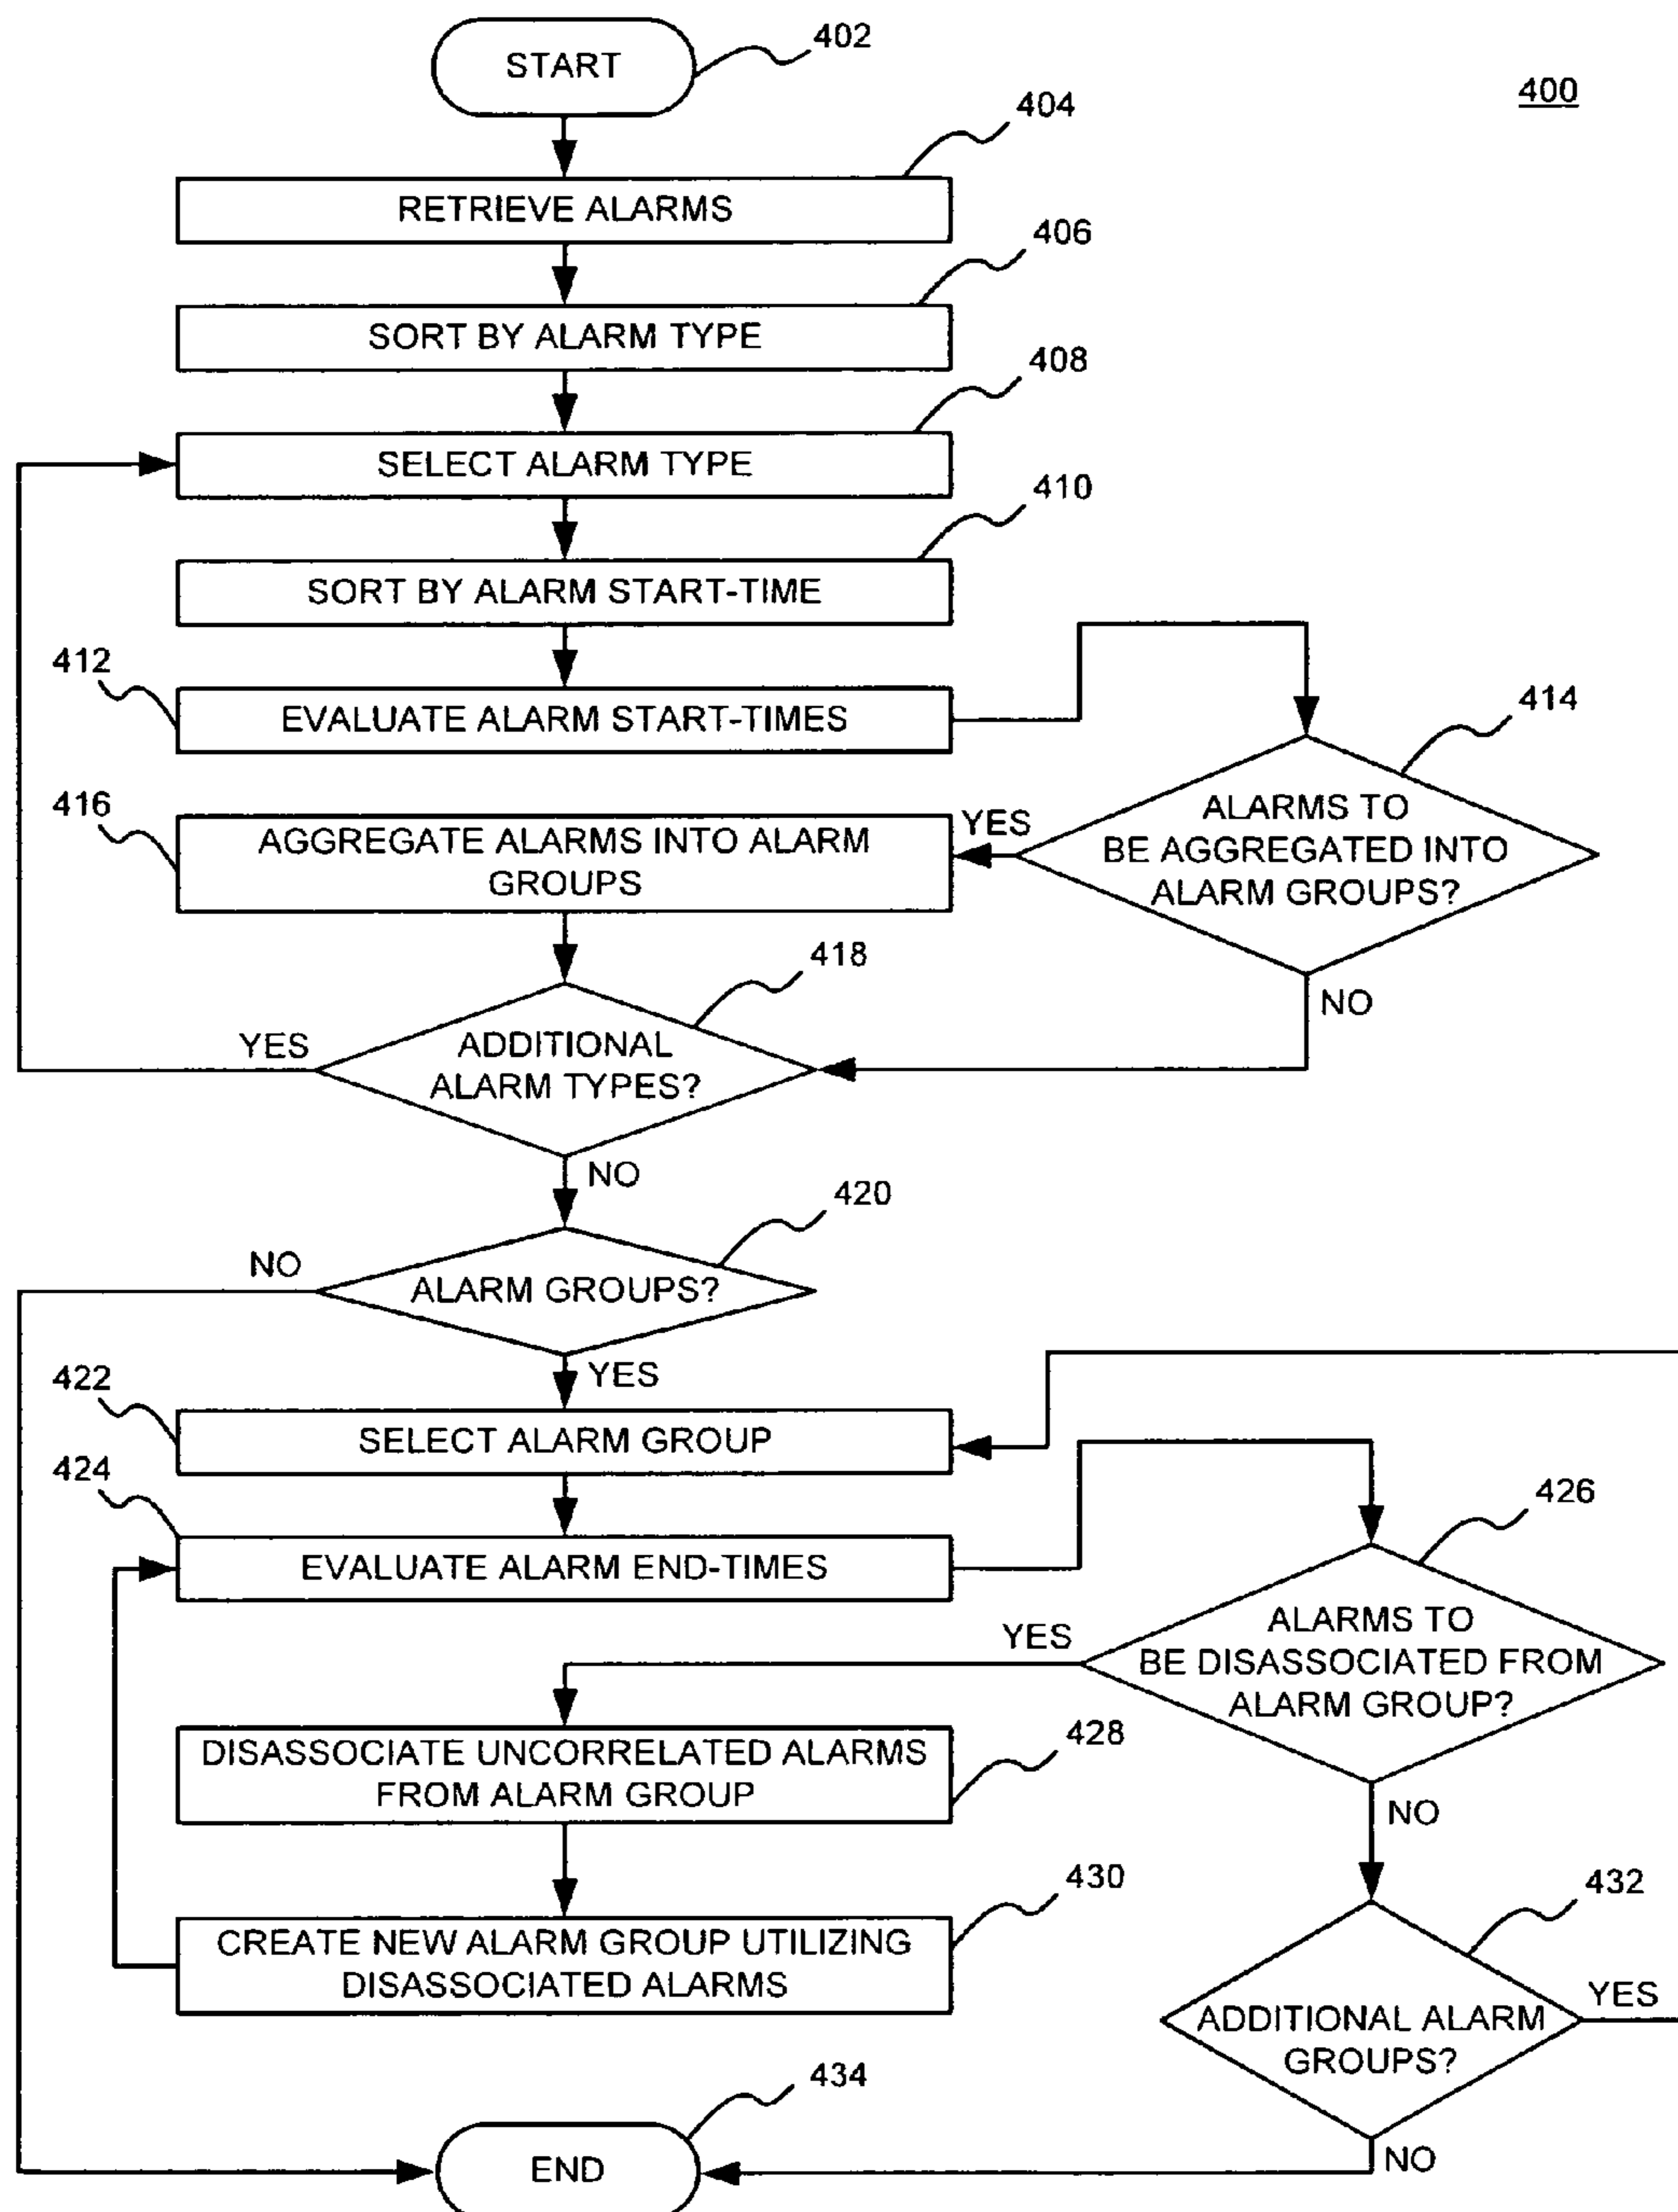 START
402
400
404
RETRIEVE ALARMS
406
SORT BY ALARM TYPE
408
SELECT ALARM TYPE
410
SORT BY ALARM START-TIME
412
EVALUATE ALARM START-TIMES
414
ALARMS TO
BE AGGREGATED INTO
ALARM GROUPS?
YES
416
AGGREGATE ALARMS INTO ALARM
GROUPS
NO
418
ADDITIONAL
ALARM TYPES?
YES
NO
420
ALARM GROUPS?
NO
YES
422
SELECT ALARM GROUP
424
EVALUATE ALARM END-TIMES
426
ALARMS TO
BE DISASSOCIATED FROM
ALARM GROUP?
YES
428
DISASSOCIATE UNCORRELATED ALARMS
FROM ALARM GROUP
NO
430
CREATE NEW ALARM GROUP UTILIZING
DISASSOCIATED ALARMS
432
ADDITIONAL ALARM
GROUPS?
YES
NO
434
END